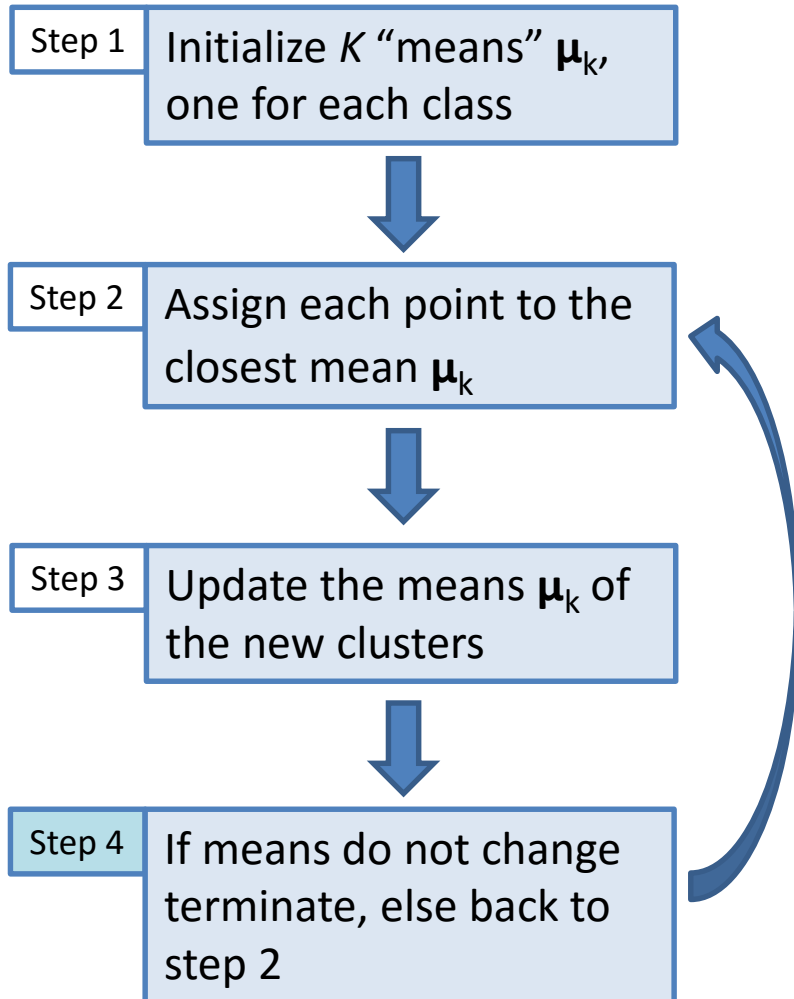 Step 1
Initialize K “means” μk,
one for each class
Step 2
Assign each point to the
closest mean μk
Step 3
Update the means μk of
the new clusters
Step 4
If means do not change
terminate, else back to
step 2